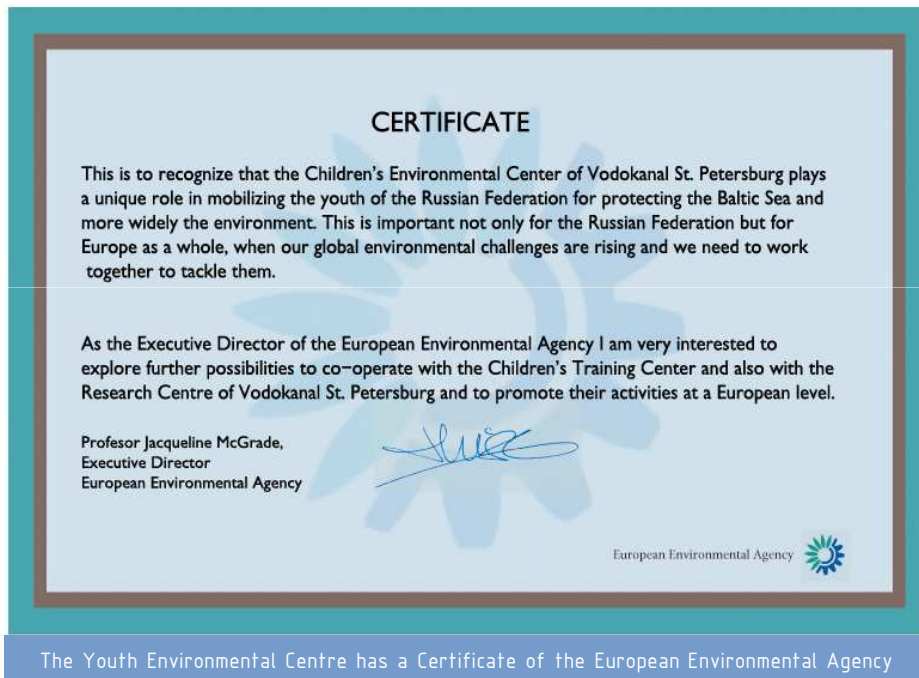 CERTIFICATE
This is to recognize that the Children's Environmental Center of Vodokanal St. Petersburg plays
a unique role in mobilizing the youth of the Russian Federation for protecting the Baltic Sea and
more widely the environment. This is important not only for the Russian Federation but for
Europe as a whole, when our global environmental challenges are rising and we need to work
together to tackle them.
As the Executive Director of the European Environmental Agency I am very interested to
explore further possibilities to co-operate with the Children's Training Center and also with the
Research Centre of Vodokanal St. Petersburg and to promote their activities at a European level.
Profesor Jacqueline McGrade,
Executive Director
European Environmental Agency
European Environmental Agency
The Youth Environmental Centre has a Certificate of the European Environmental Agency